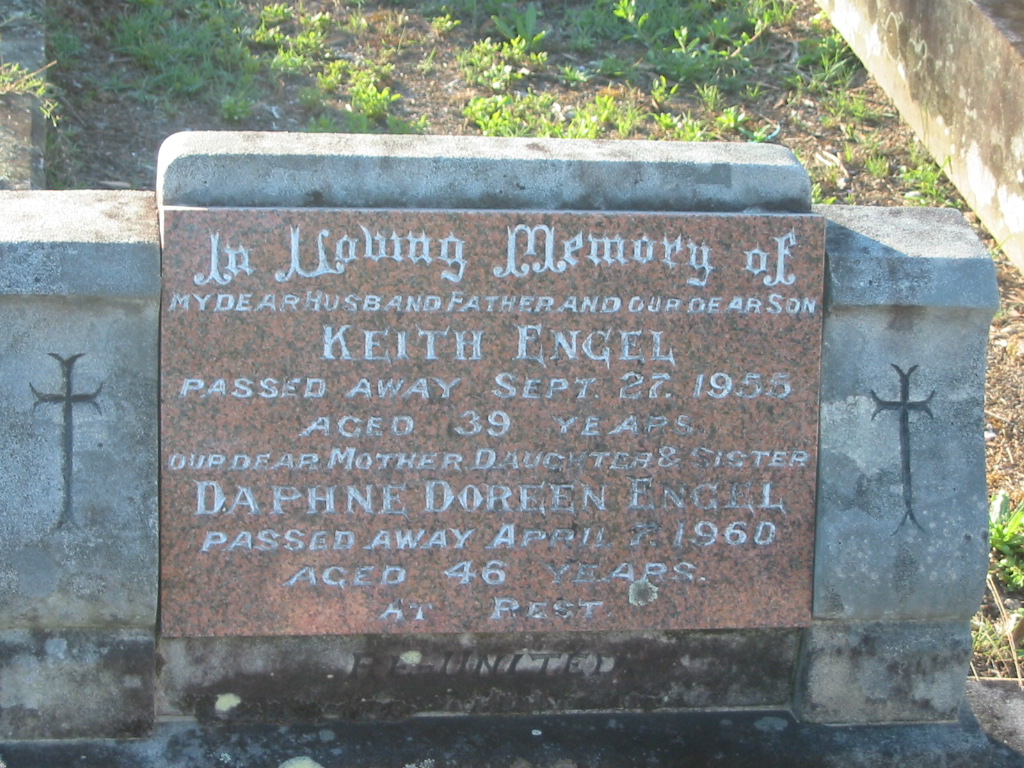 In Loving Memory of
MY DEAR HUSBAND FATHER AND OUR DEAR SON
KEITH ENGEL
PASSED AWAY SEPT. 27. 1955
AGED 39 YEARS
OUR DEAR MOTHER DAUGHTER & SISTER
DAPHNE DOREEN ENGEL
PASSED AWAY APRIL 7. 1960
AGED 46 YEARS.
AT REST.
RE-UNITED